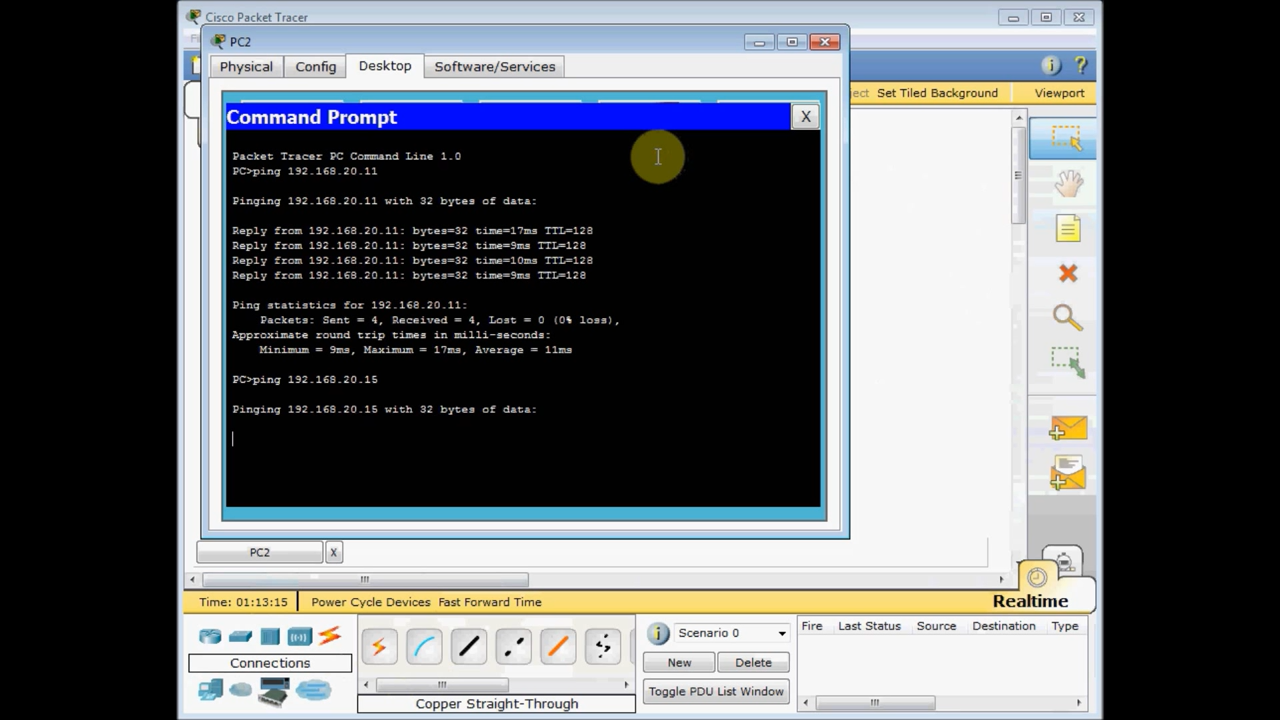 Cisco Packet Tracer
PC2
Physical
Config
Desktop
Software/Services
Set Tiled Background
Viewport
Command Prompt
X
Packet Tracer PC Command Line 1.0
PC>ping 192.168.20.11
Pinging 192.168.20.11 with 32 bytes of data:
Reply from 192.168.20.11: bytes=32 time=17ms TTL=128
Reply from 192.168.20.11: bytes=32 time=9ms TTL=128
Reply from 192.168.20.11: bytes=32 time=10ms TTL=128
Reply from 192.168.20.11: bytes=32 time=9ms TTL=128
Ping statistics for 192.168.20.11:
Packets: Sent = 4, Received = 4, Lost = 0 (0% loss),
Approximate round trip times in milli-seconds:
Minimum = 9ms, Maximum = 17ms, Average = 11ms
PC>ping 192.168.20.15
Pinging 192.168.20.15 with 32 bytes of data:
PC2
X
Time: 01:13:15
Power Cycle Devices Fast Forward Time
Realtime
Connections
Copper Straight-Through
Scenario 0
New
Delete
Toggle PDU List Window
Fire
Last Status
Source
Destination
Type